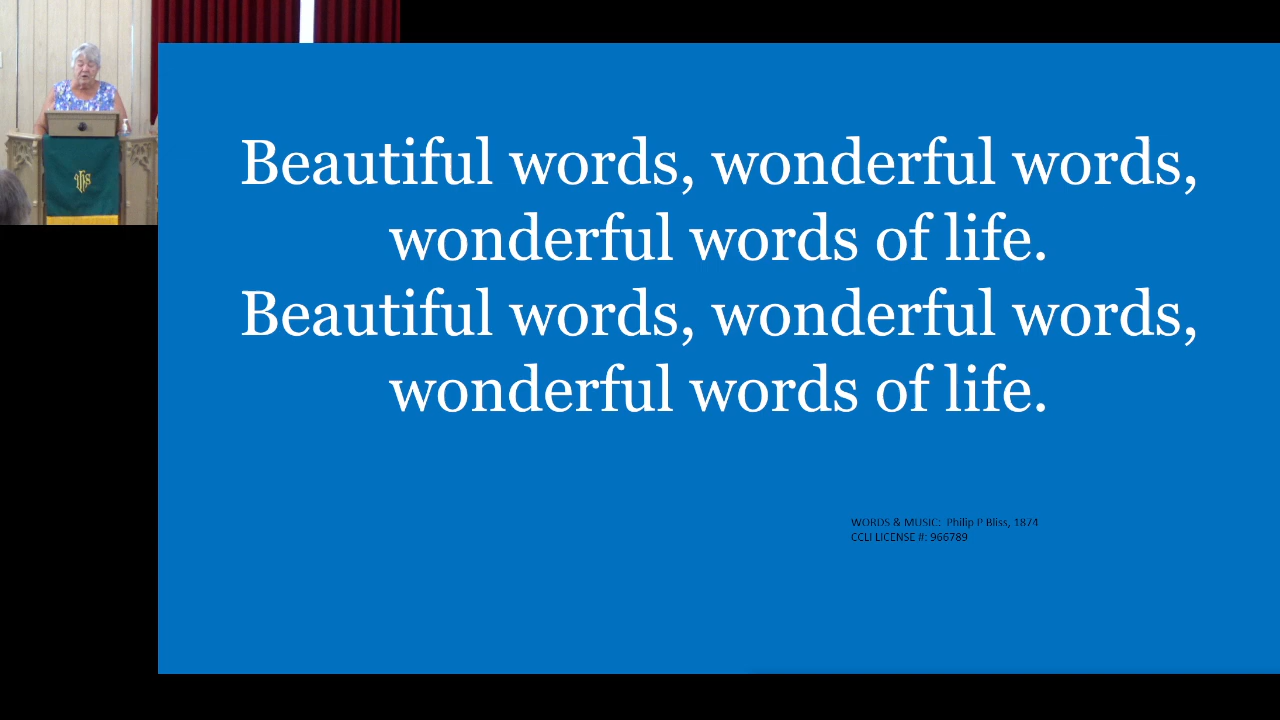 Beautiful words, wonderful words,
wonderful words of life.
Beautiful words, wonderful words,
wonderful words of life.
WORDS & MUSIC:  Philip P Bliss, 1874
CCLI LICENSE #: 966789
IHS